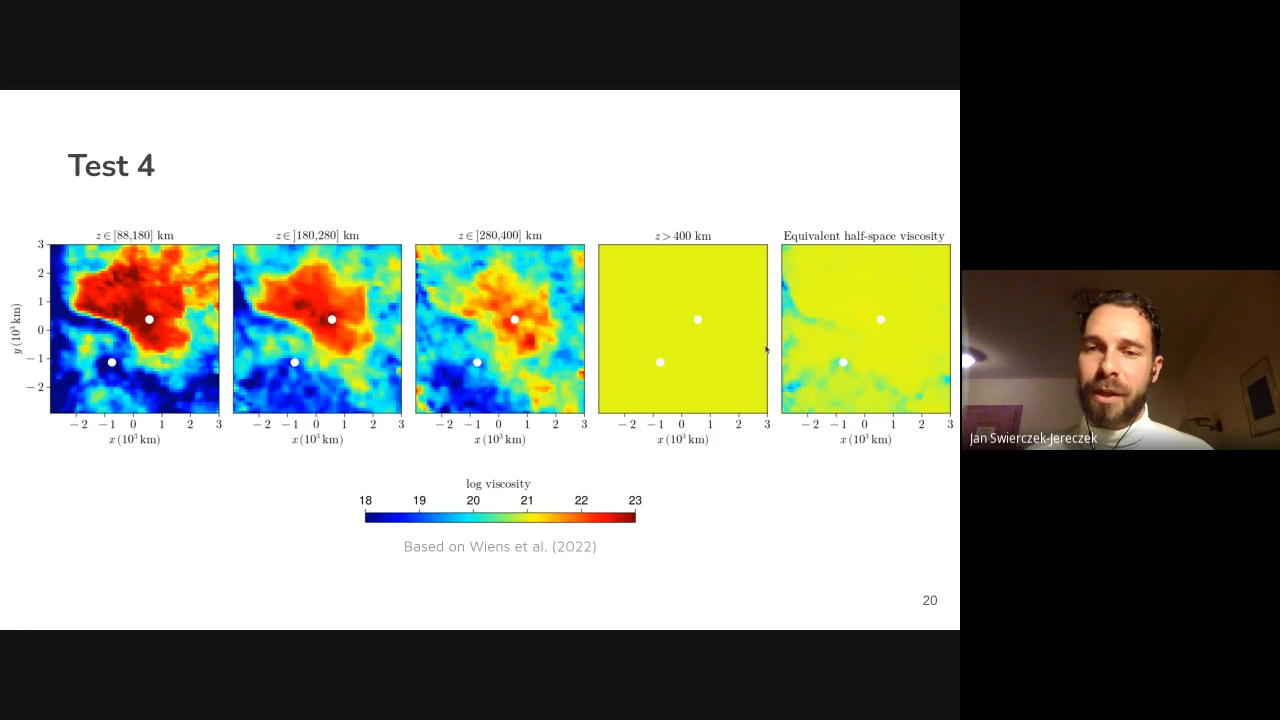 Test 4
z ∈ [88,180] km
z ∈ ]180,280] km
z ∈ ]280,400] km
z > 400 km
Equivalent half-space viscosity
3
2
1
0
−1
−2
y (10³ km)
−2 −1 0 1 2 3
−2 −1 0 1 2 3
−2 −1 0 1 2 3
−2 −1 0 1 2 3
−2 −1 0 1 2 3
x (10³ km)
x (10³ km)
x (10³ km)
x (10³ km)
x (10³ km)
Jan Swierczek-Jereczek
log viscosity
18 19 20 21 22 23
Based on Wiens et al. (2022)
20